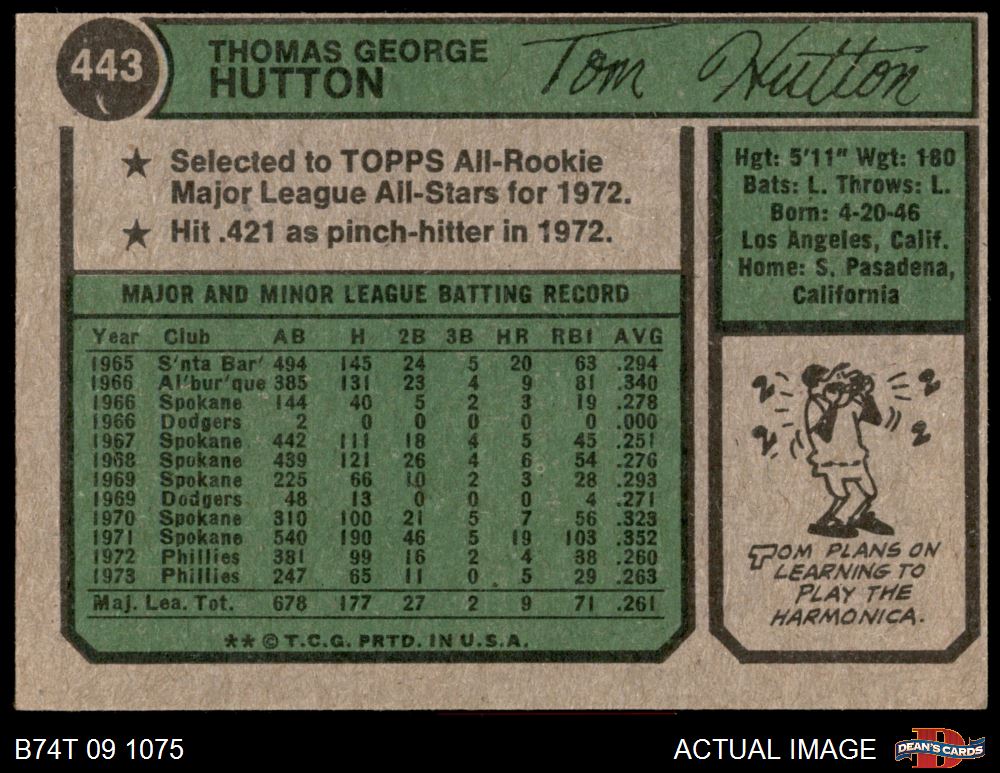 443
THOMAS GEORGE
HUTTON
Tom Hutton
★ Selected to TOPPS All-Rookie
Major League All-Stars for 1972.
★ Hit .421 as pinch-hitter in 1972.
MAJOR AND MINOR LEAGUE BATTING RECORD
Year Club AB H 2B 3B HR RBI AVG
1965 S'nta Bar' 494 145 24 5 20 63 .294
1966 Al'bur'que 385 131 23 4 9 81 .340
1966 Spokane 144 40 5 2 3 19 .278
1966 Dodgers 2 0 0 0 0 0 .000
1967 Spokane 442 111 18 4 5 45 .251
1968 Spokane 439 121 26 4 6 54 .276
1969 Spokane 225 66 10 2 3 28 .293
1969 Dodgers 48 13 0 0 0 4 .271
1970 Spokane 310 100 21 5 7 56 .323
1971 Spokane 540 190 46 5 19 103 .352
1972 Phillies 381 99 16 2 4 38 .260
1973 Phillies 247 65 11 0 5 29 .263
Maj. Lea. Tot. 678 177 27 2 9 71 .261
**© T.C.G. PRTD. IN U.S.A.
Hgt: 5'11" Wgt: 180
Bats: L. Throws: L.
Born: 4-20-46
Los Angeles, Calif.
Home: S. Pasadena,
California
TOM PLANS ON
LEARNING TO
PLAY THE
HARMONICA.
B74T 09 1075
ACTUAL IMAGE
DEAN'S CARDS